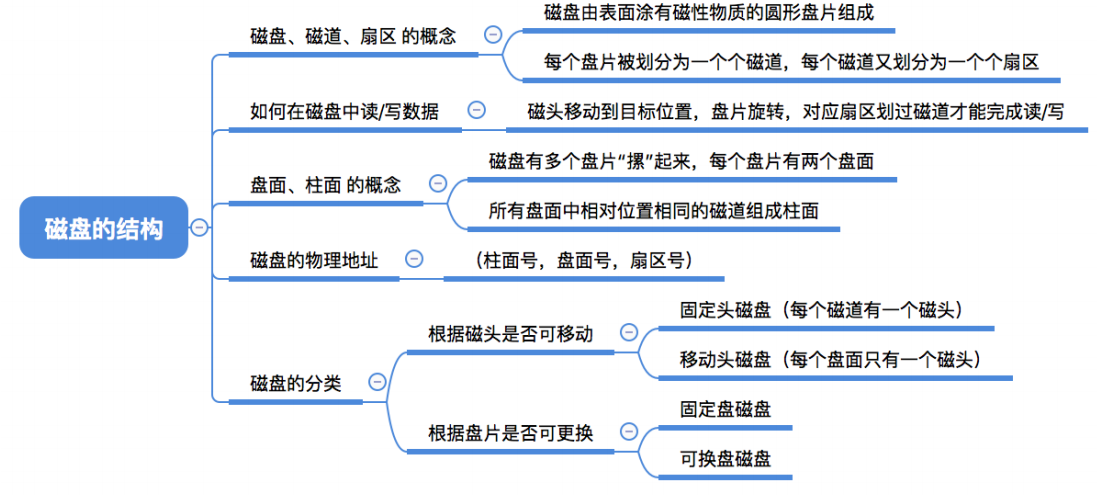 磁盘的结构
磁盘、磁道、扇区 的概念
磁盘由表面涂有磁性物质的圆形盘片组成
每个盘片被划分为一个个磁道，每个磁道又划分为一个个扇区
如何在磁盘中读/写数据
磁头移动到目标位置，盘片旋转，对应扇区划过磁道才能完成读/写
盘面、柱面 的概念
磁盘有多个盘片“摞”起来，每个盘片有两个盘面
所有盘面中相对位置相同的磁道组成柱面
磁盘的物理地址
（柱面号，盘面号，扇区号）
磁盘的分类
根据磁头是否可移动
固定头磁盘（每个磁道有一个磁头）
移动头磁盘（每个盘面只有一个磁头）
根据盘片是否可更换
固定盘磁盘
可换盘磁盘